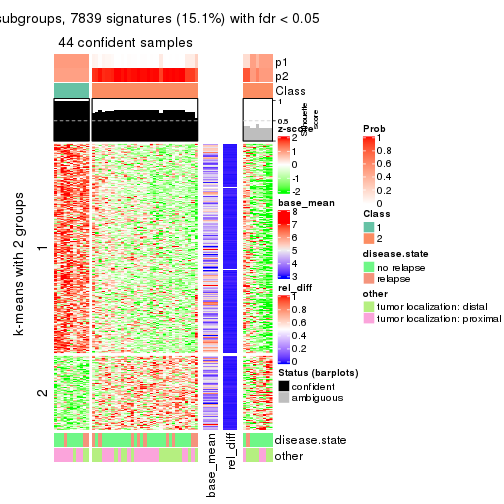 subgroups, 7839 signatures (15.1%) with fdr < 0.05
44 confident samples
p1
p2
Class
1
0.5
0
Silhouette
score
k-means with 2 groups
1
2
z-score
2
1
0
-1
-2
base_mean
8
7
6
5
4
3
rel_diff
1
0.8
0.6
0.4
0.2
0
Status (barplots)
confident
ambiguous
Prob
1
0.8
0.6
0.4
0.2
0
Class
1
2
disease.state
no relapse
relapse
other
tumor localization: distal
tumor localization: proximal
disease.state
other
base_mean
rel_diff